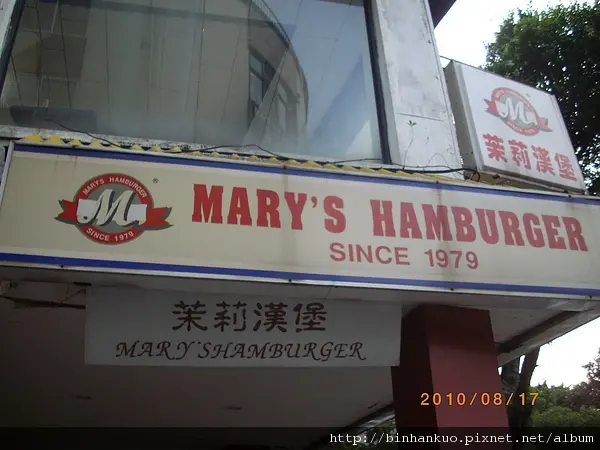 MARY'S HAMBURGER
M
SINCE 1979
®
MARY'S HAMBURGER
SINCE 1979
M
茉莉漢堡
茉莉漢堡
MARY'SHAMBURGER
2010/08/17
http://binhankuo.pixnet.net/album